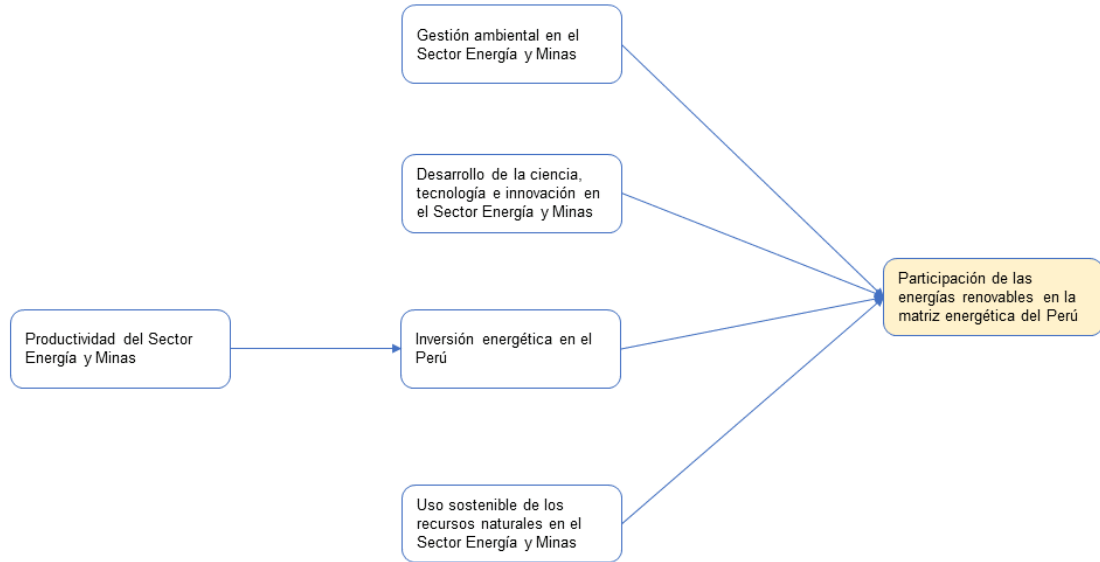 Gestión ambiental en el
Sector Energía y Minas
Desarrollo de la ciencia,
tecnología e innovación en
el Sector Energía y Minas
Participación de las
energías renovables en la
matriz energética del Perú
Productividad del Sector
Energía y Minas
Inversión energética en el
Perú
Uso sostenible de los
recursos naturales en el
Sector Energía y Minas